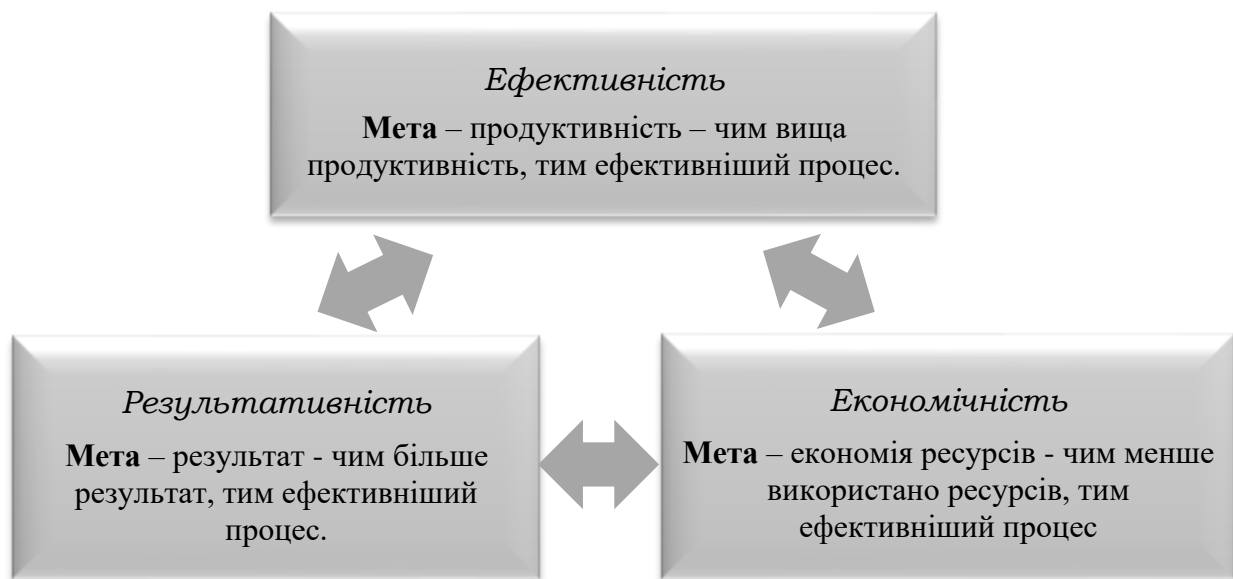 Ефективність
Мета – продуктивність – чим вища
продуктивність, тим ефективніший процес.
Результативність
Мета – результат - чим більше
результат, тим ефективніший
процес.
Економічність
Мета – економія ресурсів - чим менше
використано ресурсів, тим
ефективніший процес